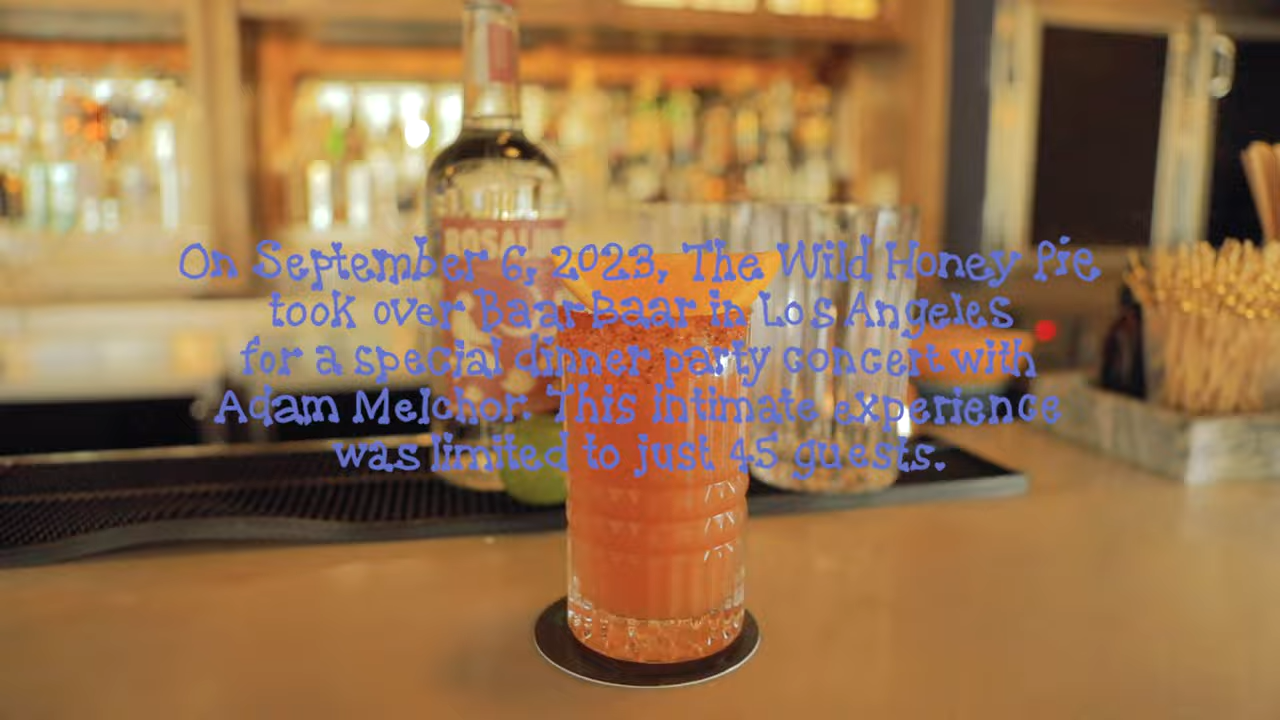 ROSALU
On September 6, 2023, The Wild Honey Pie
took over Baar Baar in Los Angeles
for a special dinner party concert with
Adam Melchor. This intimate experience
was limited to just 45 guests.